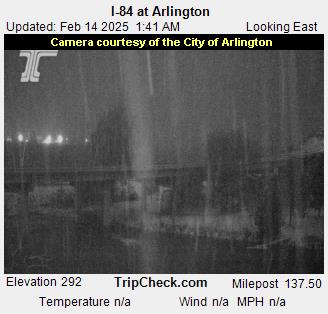 I-84 at Arlington
Updated: Feb 14 2025 1:41 AM Looking East
Camera courtesy of the City of Arlington
Elevation 292 TripCheck.com Milepost 137.50
Temperature n/a Wind n/a MPH n/a